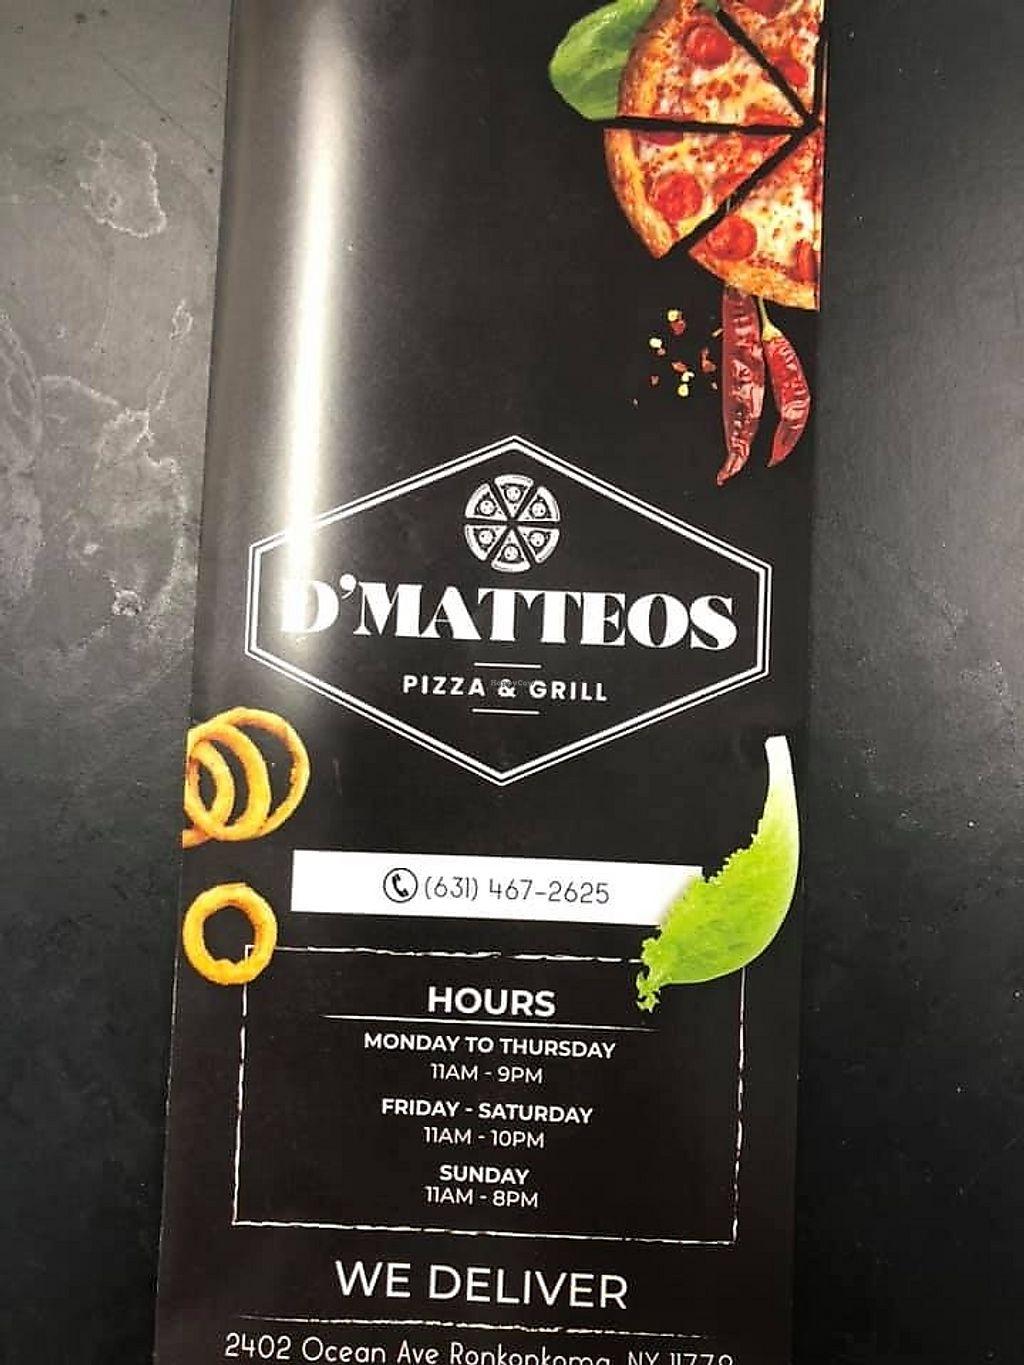 D'MATTEOS
PIZZA & GRILL
HappyCow
(631) 467-2625
HOURS
MONDAY TO THURSDAY
11AM - 9PM
FRIDAY - SATURDAY
11AM - 10PM
SUNDAY
11AM - 8PM
WE DELIVER
2402 Ocean Ave Ronkonkoma, NY 11779